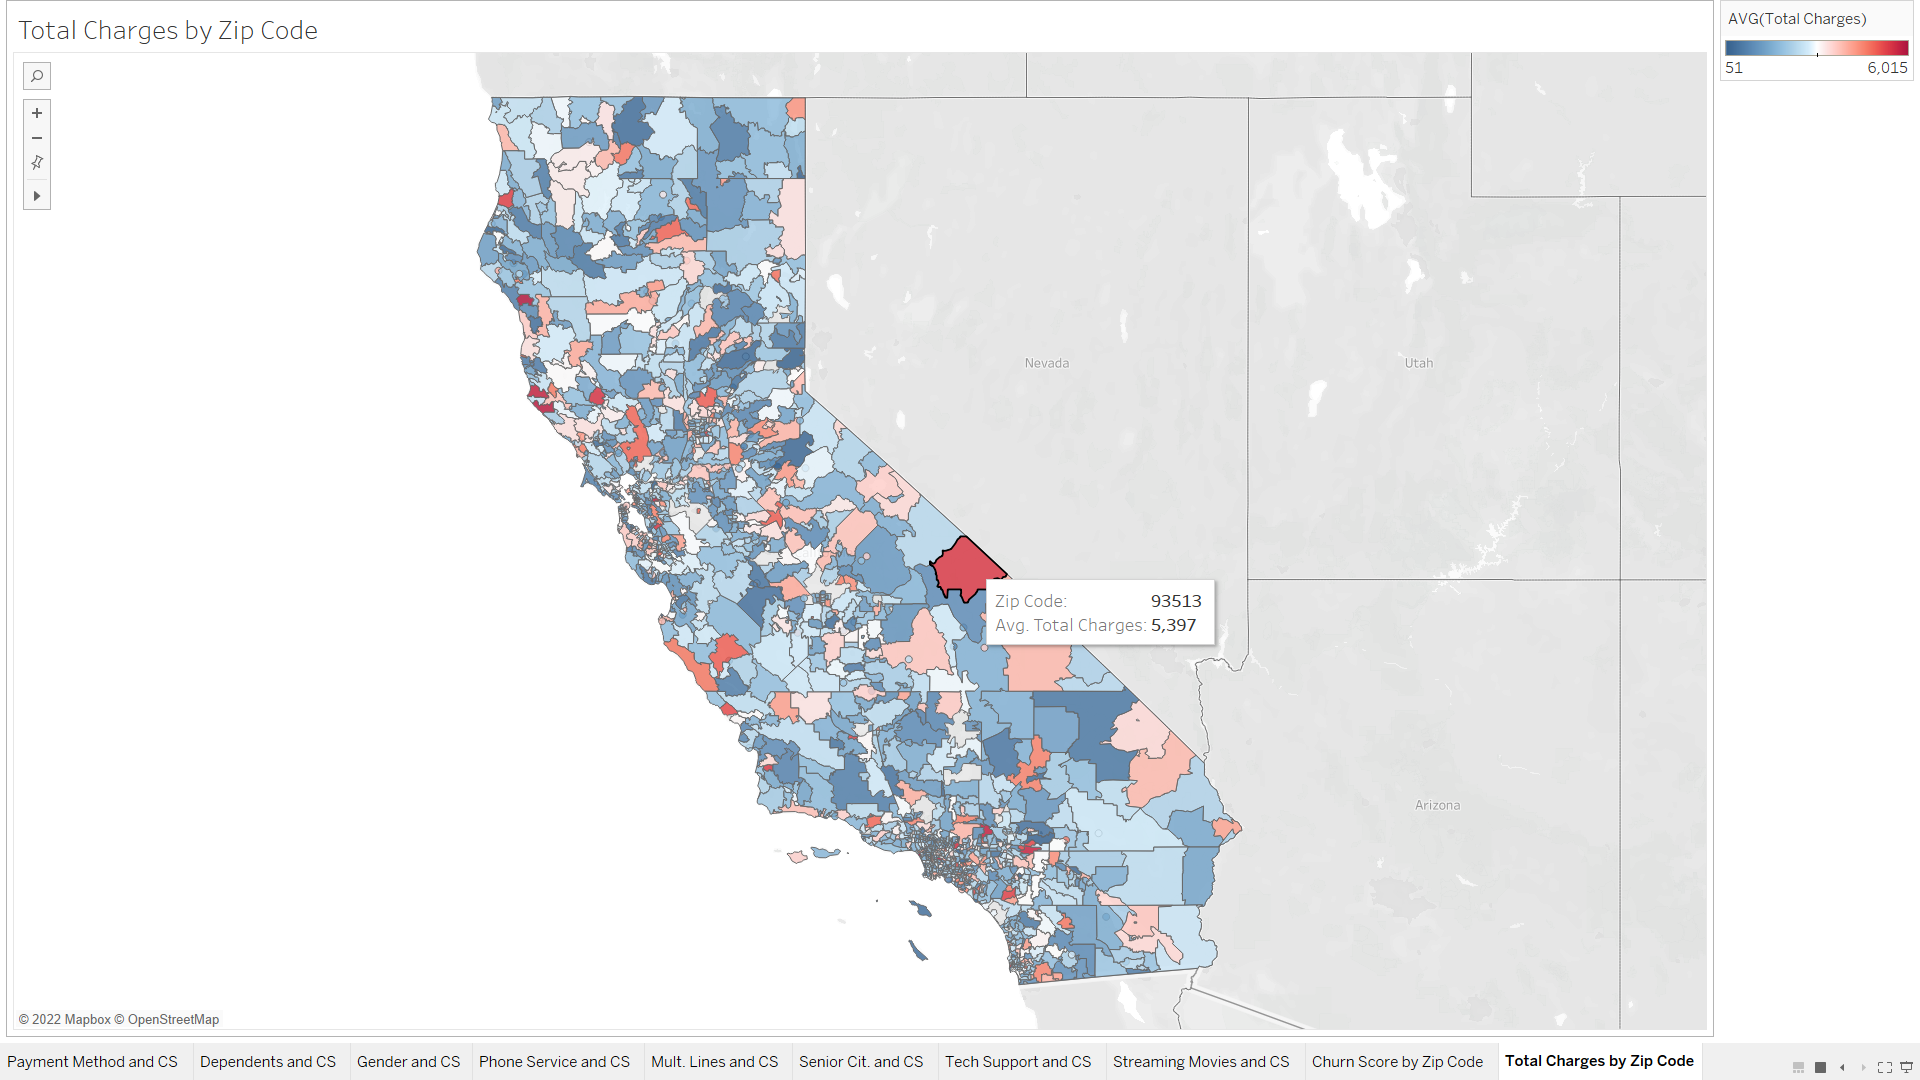 Total Charges by Zip Code
AVG(Total Charges)
51 6,015
Nevada
Utah
Zip Code: 93513
Avg. Total Charges: 5,397
Arizona
© 2022 Mapbox © OpenStreetMap
Payment Method and CS Dependents and CS Gender and CS Phone Service and CS Mult. Lines and CS Senior Cit. and CS Tech Support and CS Streaming Movies and CS Churn Score by Zip Code Total Charges by Zip Code